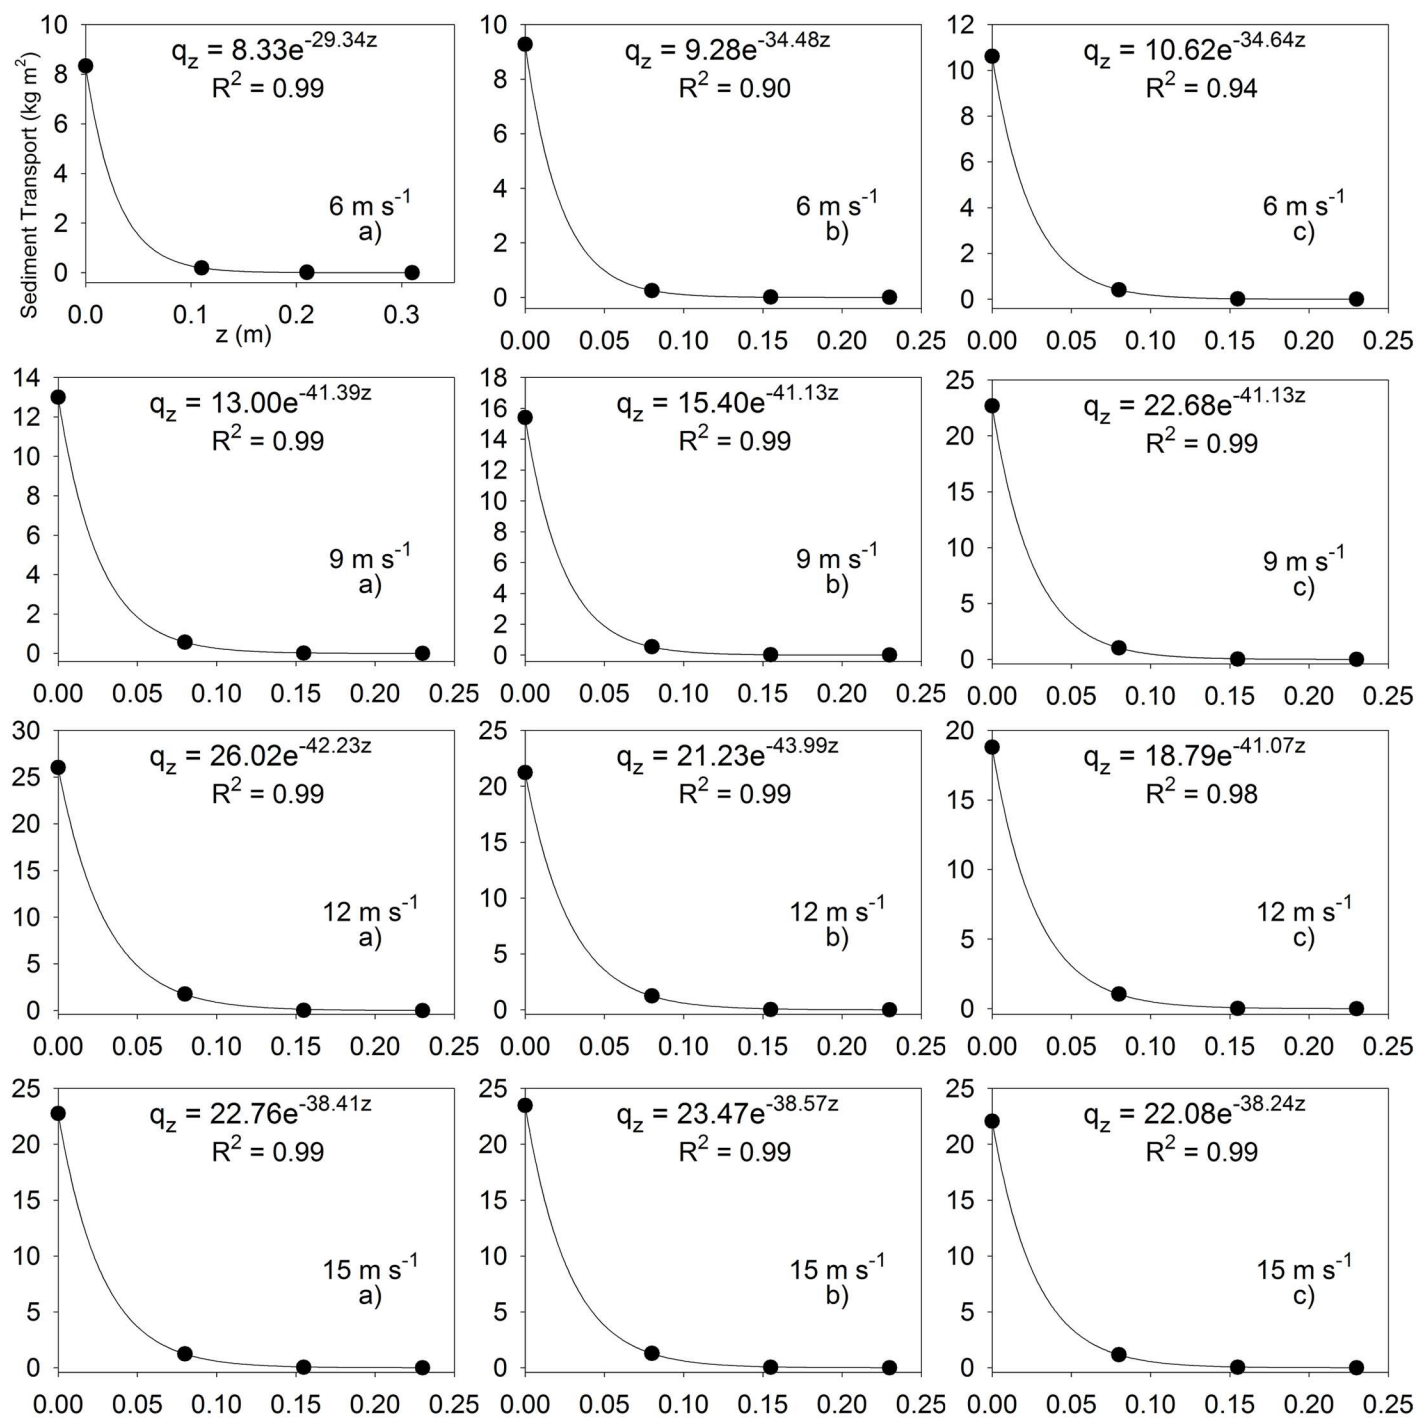 10
8
6
4
2
0
Sediment Transport (kg m²)
q_z = 8.33e^-29.34z
R² = 0.99
6 m s⁻¹
a)
0.0 0.1 0.2 0.3
z (m)
10
8
6
4
2
0
q_z = 9.28e^-34.48z
R² = 0.90
6 m s⁻¹
b)
0.00 0.05 0.10 0.15 0.20 0.25
12
10
8
6
4
2
0
q_z = 10.62e^-34.64z
R² = 0.94
6 m s⁻¹
c)
0.00 0.05 0.10 0.15 0.20 0.25
14
12
10
8
6
4
2
0
q_z = 13.00e^-41.39z
R² = 0.99
9 m s⁻¹
a)
0.00 0.05 0.10 0.15 0.20 0.25
18
16
14
12
10
8
6
4
2
0
q_z = 15.40e^-41.13z
R² = 0.99
9 m s⁻¹
b)
0.00 0.05 0.10 0.15 0.20 0.25
25
20
15
10
5
0
q_z = 22.68e^-41.13z
R² = 0.99
9 m s⁻¹
c)
0.00 0.05 0.10 0.15 0.20 0.25
30
25
20
15
10
5
0
q_z = 26.02e^-42.23z
R² = 0.99
12 m s⁻¹
a)
0.00 0.05 0.10 0.15 0.20 0.25
25
20
15
10
5
0
q_z = 21.23e^-43.99z
R² = 0.99
12 m s⁻¹
b)
0.00 0.05 0.10 0.15 0.20 0.25
20
15
10
5
0
q_z = 18.79e^-41.07z
R² = 0.98
12 m s⁻¹
c)
0.00 0.05 0.10 0.15 0.20 0.25
25
20
15
10
5
0
q_z = 22.76e^-38.41z
R² = 0.99
15 m s⁻¹
a)
0.00 0.05 0.10 0.15 0.20 0.25
25
20
15
10
5
0
q_z = 23.47e^-38.57z
R² = 0.99
15 m s⁻¹
b)
0.00 0.05 0.10 0.15 0.20 0.25
25
20
15
10
5
0
q_z = 22.08e^-38.24z
R² = 0.99
15 m s⁻¹
c)
0.00 0.05 0.10 0.15 0.20 0.25